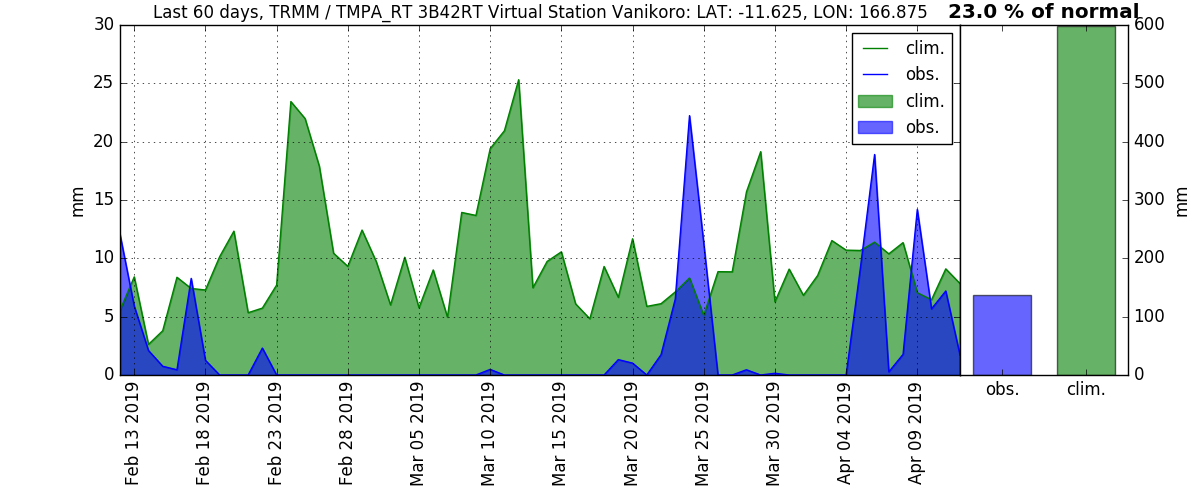 Last 60 days, TRMM / TMPA_RT 3B42RT Virtual Station Vanikoro: LAT: -11.625, LON: 166.875
23.0 % of normal
30
25
20
15
10
5
0
mm
clim.
obs.
clim.
obs.
600
500
400
300
200
100
0
mm
Feb 13 2019
Feb 18 2019
Feb 23 2019
Feb 28 2019
Mar 05 2019
Mar 10 2019
Mar 15 2019
Mar 20 2019
Mar 25 2019
Mar 30 2019
Apr 04 2019
Apr 09 2019
obs.
clim.